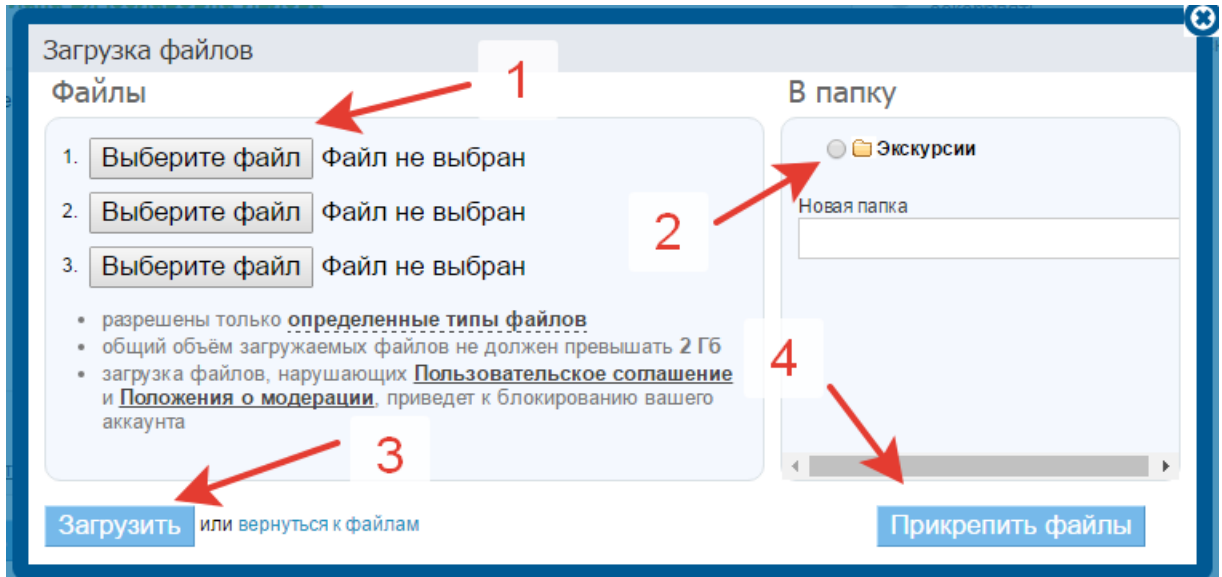 Загрузка файлов
1
Файлы
В папку
1. Выберите файл Файл не выбран
Экскурсии
2. Выберите файл Файл не выбран
2
Новая папка
3. Выберите файл Файл не выбран
• разрешены только определенные типы файлов
• общий объём загружаемых файлов не должен превышать 2 Гб
• загрузка файлов, нарушающих Пользовательское соглашение
и Положения о модерации, приведет к блокированию вашего
аккаунта
4
3
Загрузить или вернуться к файлам
Прикрепить файлы